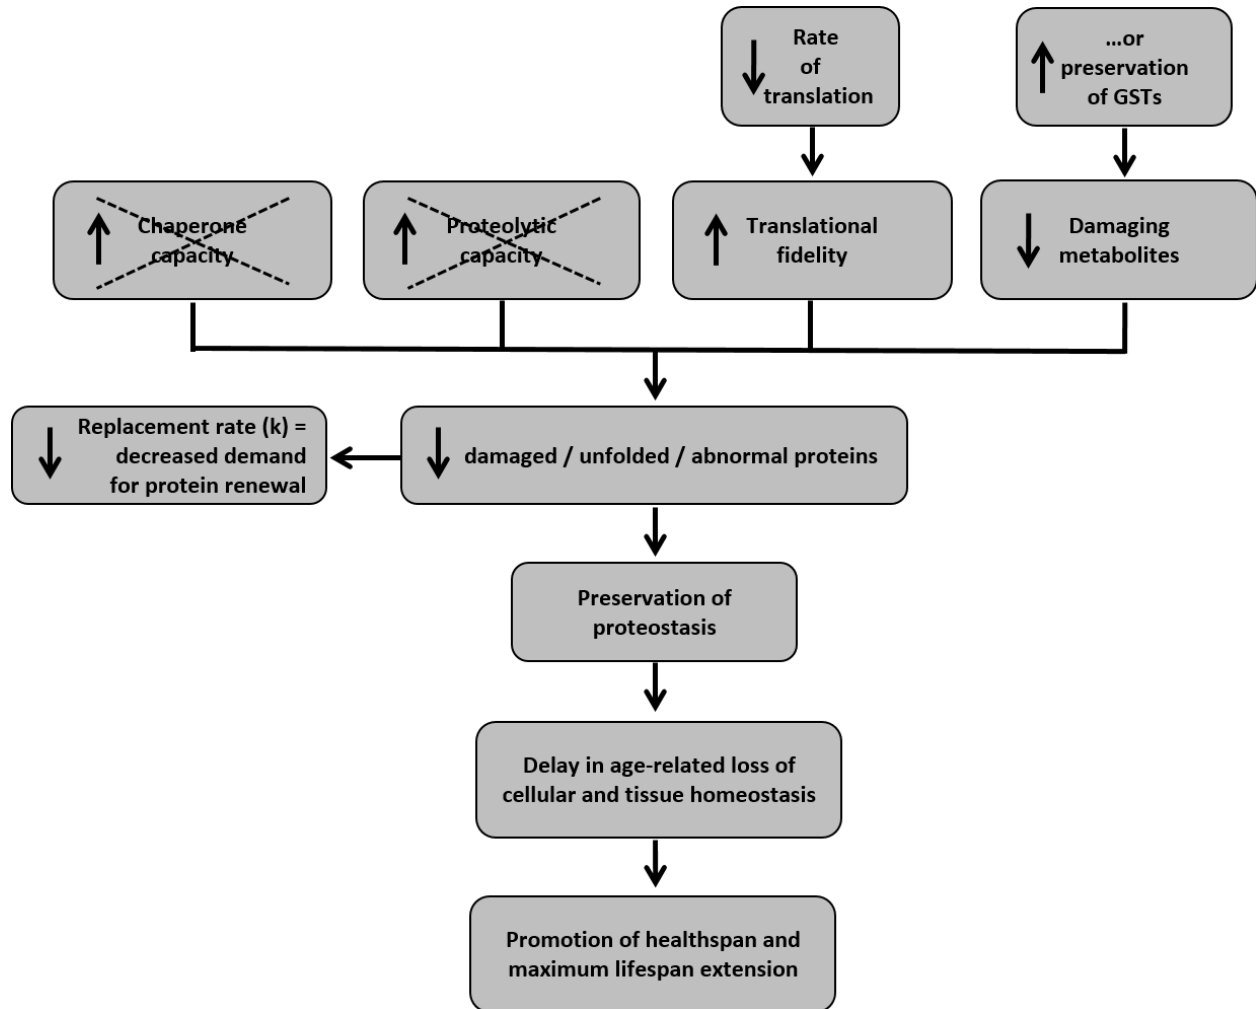 Rate
of
translation
...or
preservation
of GSTs
Chaperone
capacity
Proteolytic
capacity
Translational
fidelity
Damaging
metabolites
Replacement rate (k) =
decreased demand
for protein renewal
damaged / unfolded / abnormal proteins
Preservation of
proteostasis
Delay in age-related loss of
cellular and tissue homeostasis
Promotion of healthspan and
maximum lifespan extension